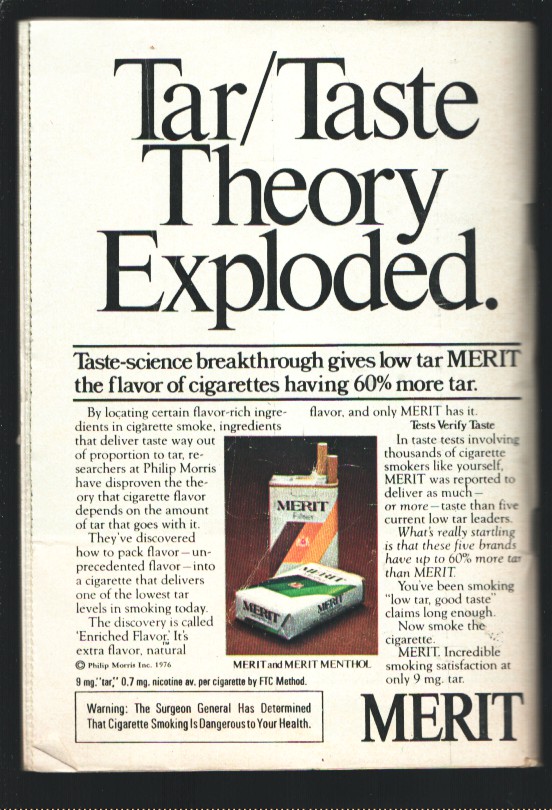 Tar/Taste
Theory
Exploded.
Taste-science breakthrough gives low tar MERIT
the flavor of cigarettes having 60% more tar.
By locating certain flavor-rich ingre-
dients in cigarette smoke, ingredients
that deliver taste way out
of proportion to tar, re-
searchers at Philip Morris
have disproven the the-
ory that cigarette flavor
depends on the amount
of tar that goes with it.
They've discovered
how to pack flavor—un-
precedented flavor—into
a cigarette that delivers
one of the lowest tar
levels in smoking today.
The discovery is called
'Enriched Flavor.'™ It's
extra flavor, natural
flavor, and only MERIT has it.
Tests Verify Taste
In taste tests involving
thousands of cigarette
smokers like yourself,
MERIT was reported to
deliver as much—
or more—taste than five
current low tar leaders.
What's really startling
is that these five brands
have up to 60% more tar
than MERIT.
You've been smoking
"low tar, good taste"
claims long enough.
Now smoke the
cigarette.
MERIT. Incredible
smoking satisfaction at
only 9 mg. tar.
MERIT
Filter
MERIT
MERIT
MERIT
MERIT and MERIT MENTHOL
© Philip Morris Inc. 1976
9 mg. "tar," 0.7 mg. nicotine av. per cigarette by FTC Method.
Warning: The Surgeon General Has Determined
That Cigarette Smoking Is Dangerous to Your Health.
MERIT